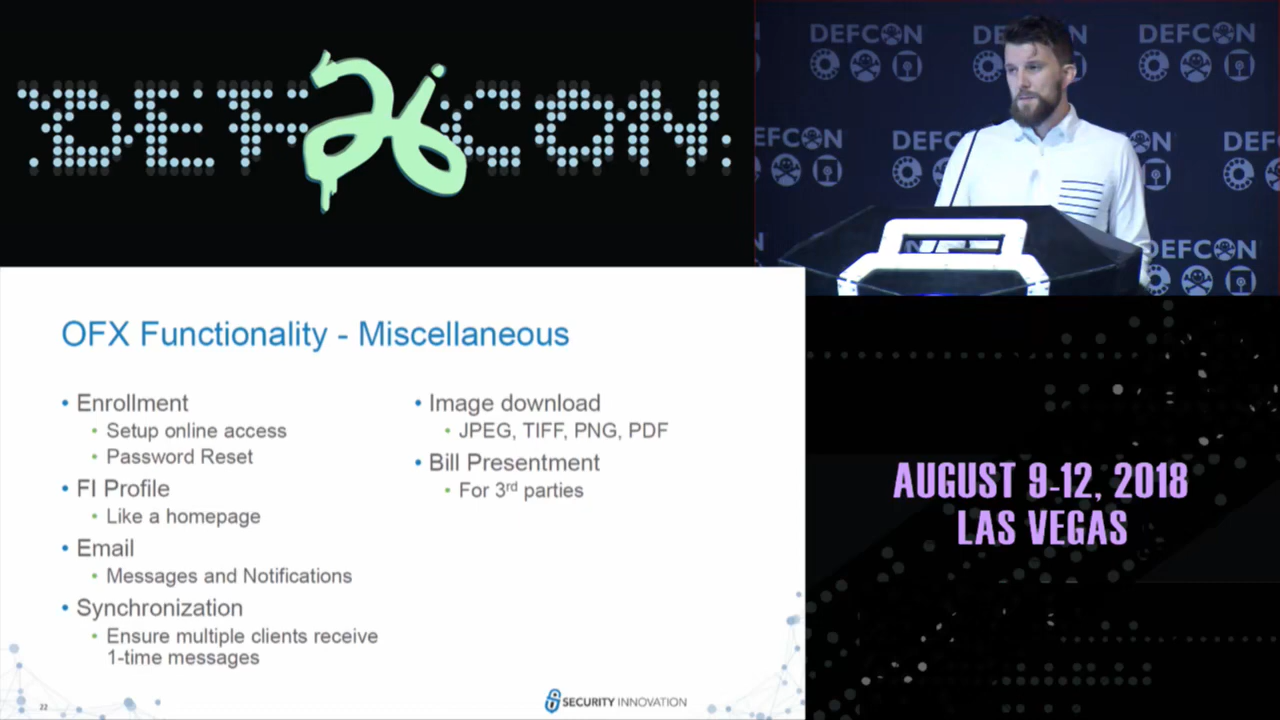 DEF CON
26
DEFCON
DEFCON
DEFCON
DEFCON
DEFCON
DEFCON
OFX Functionality - Miscellaneous
• Enrollment
• Setup online access
• Password Reset
• FI Profile
• Like a homepage
• Email
• Messages and Notifications
• Synchronization
• Ensure multiple clients receive
1-time messages
• Image download
• JPEG, TIFF, PNG, PDF
• Bill Presentment
• For 3rd parties
22
SECURITY INNOVATION
AUGUST 9-12, 2018
LAS VEGAS